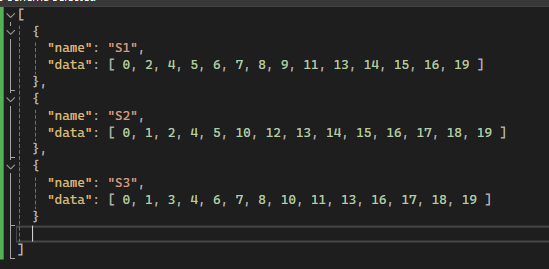 [
{
"name": "S1",
"data": [ 0, 2, 4, 5, 6, 7, 8, 9, 11, 13, 14, 15, 16, 19 ]
},
{
"name": "S2",
"data": [ 0, 1, 2, 4, 5, 10, 12, 13, 14, 15, 16, 17, 18, 19 ]
},
{
"name": "S3",
"data": [ 0, 1, 3, 4, 6, 7, 8, 10, 11, 13, 16, 17, 18, 19 ]
}
]